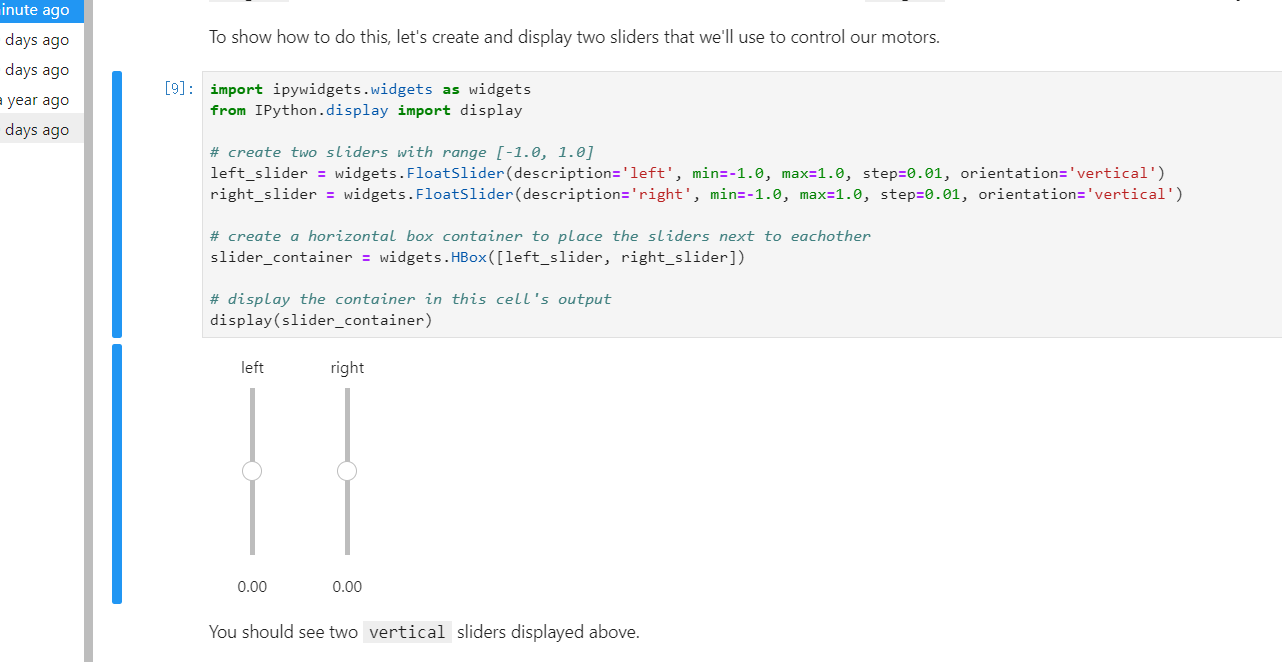 inute ago
days ago
days ago
a year ago
days ago
To show how to do this, let's create and display two sliders that we'll use to control our motors.
[9]:
import ipywidgets.widgets as widgets
from IPython.display import display
# create two sliders with range [-1.0, 1.0]
left_slider = widgets.FloatSlider(description='left', min=-1.0, max=1.0, step=0.01, orientation='vertical')
right_slider = widgets.FloatSlider(description='right', min=-1.0, max=1.0, step=0.01, orientation='vertical')
# create a horizontal box container to place the sliders next to eachother
slider_container = widgets.HBox([left_slider, right_slider])
# display the container in this cell's output
display(slider_container)
left right
0.00 0.00
You should see two vertical sliders displayed above.